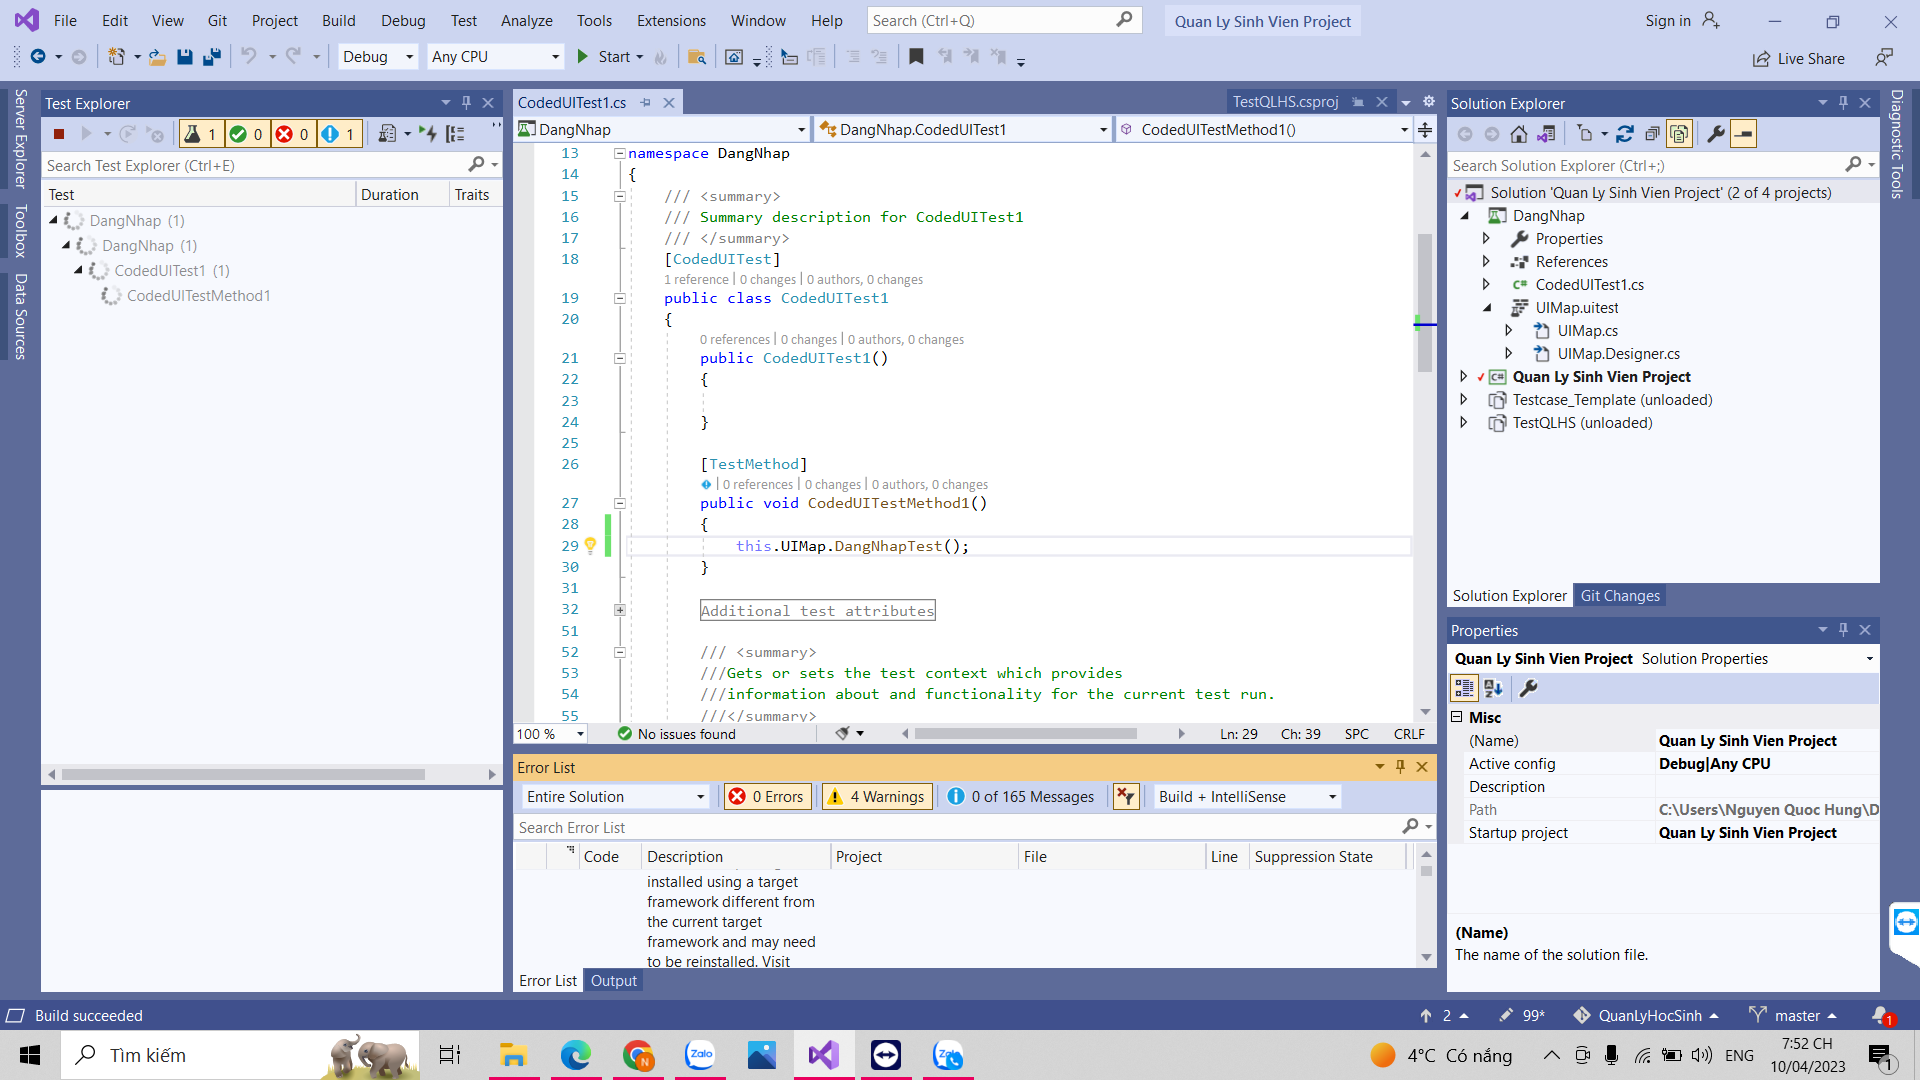 File Edit View Git Project Build Debug Test Analyze Tools Extensions Window Help Search (Ctrl+Q) Quan Ly Sinh Vien Project Sign in
Debug Any CPU Start Live Share
Server Explorer
Toolbox
Data Sources
Test Explorer
1 0 0 1
Search Test Explorer (Ctrl+E)
Test Duration Traits
DangNhap (1)
DangNhap (1)
CodedUITest1 (1)
CodedUITestMethod1
CodedUITest1.cs TestQLHS.csproj
DangNhap DangNhap.CodedUITest1 CodedUITestMethod1()
13 namespace DangNhap
14 {
15 /// <summary>
16 /// Summary description for CodedUITest1
17 /// </summary>
18 [CodedUITest]
1 reference | 0 changes | 0 authors, 0 changes
19 public class CodedUITest1
20 {
0 references | 0 changes | 0 authors, 0 changes
21 public CodedUITest1()
22 {
23
24 }
25
26 [TestMethod]
| 0 references | 0 changes | 0 authors, 0 changes
27 public void CodedUITestMethod1()
28 {
29 this.UIMap.DangNhapTest();
30 }
31
32 Additional test attributes
51
52 /// <summary>
53 ///Gets or sets the test context which provides
54 ///information about and functionality for the current test run.
55 ///</summary>
100 % No issues found Ln: 29 Ch: 39 SPC CRLF
Error List
Entire Solution 0 Errors 4 Warnings 0 of 165 Messages Build + IntelliSense
Search Error List
Code Description Project File Line Suppression State
installed using a target
framework different from
the current target
framework and may need
to be reinstalled. Visit
Error List Output
Solution Explorer
Search Solution Explorer (Ctrl+;)
Solution 'Quan Ly Sinh Vien Project' (2 of 4 projects)
DangNhap
Properties
References
CodedUITest1.cs
UIMap.uitest
UIMap.cs
UIMap.Designer.cs
Quan Ly Sinh Vien Project
Testcase_Template (unloaded)
TestQLHS (unloaded)
Solution Explorer Git Changes
Properties
Quan Ly Sinh Vien Project Solution Properties
Misc
(Name) Quan Ly Sinh Vien Project
Active config Debug|Any CPU
Description
Path C:\Users\Nguyen Quoc Hung\D
Startup project Quan Ly Sinh Vien Project
(Name)
The name of the solution file.
Diagnostic Tools
Build succeeded 2 99* QuanLyHocSinh master 1
Tìm kiếm Zalo Zalo 4°C Có nắng ENG 7:52 CH
10/04/2023 1